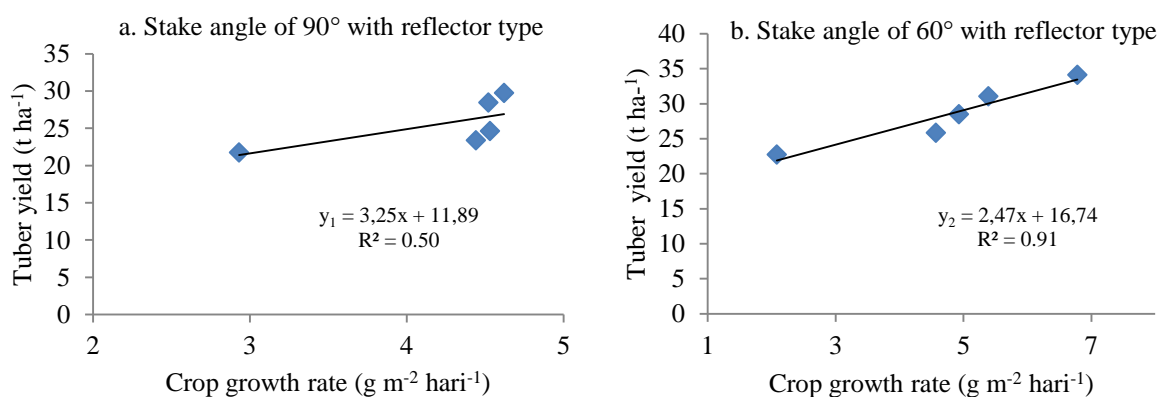 a. Stake angle of 90° with reflector type
35
30
25
20
15
10
5
0
2
3
4
5
Tuber yield (t ha⁻¹)
Crop growth rate (g m⁻² hari⁻¹)
y₁ = 3,25x + 11,89
R² = 0.50
b. Stake angle of 60° with reflector type
40
35
30
25
20
15
10
5
0
1
3
5
7
Tuber yield (t ha-¹)
Crop growth rate (g m⁻² hari⁻¹)
y₂ = 2,47x + 16,74
R² = 0.91